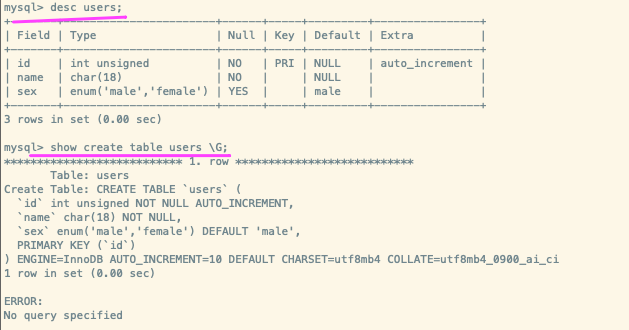 mysql> desc users;
+-------+-----------------------+------+-----+---------+----------------+
| Field | Type                  | Null | Key | Default | Extra          |
+-------+-----------------------+------+-----+---------+----------------+
| id    | int unsigned          | NO   | PRI | NULL    | auto_increment |
| name  | char(18)              | NO   |     | NULL    |                |
| sex   | enum('male','female') | YES  |     | male    |                |
+-------+-----------------------+------+-----+---------+----------------+
3 rows in set (0.00 sec)

mysql> show create table users \G;
*************************** 1. row ***************************
       Table: users
Create Table: CREATE TABLE `users` (
  `id` int unsigned NOT NULL AUTO_INCREMENT,
  `name` char(18) NOT NULL,
  `sex` enum('male','female') DEFAULT 'male',
  PRIMARY KEY (`id`)
) ENGINE=InnoDB AUTO_INCREMENT=10 DEFAULT CHARSET=utf8mb4 COLLATE=utf8mb4_0900_ai_ci
1 row in set (0.00 sec)

ERROR:
No query specified